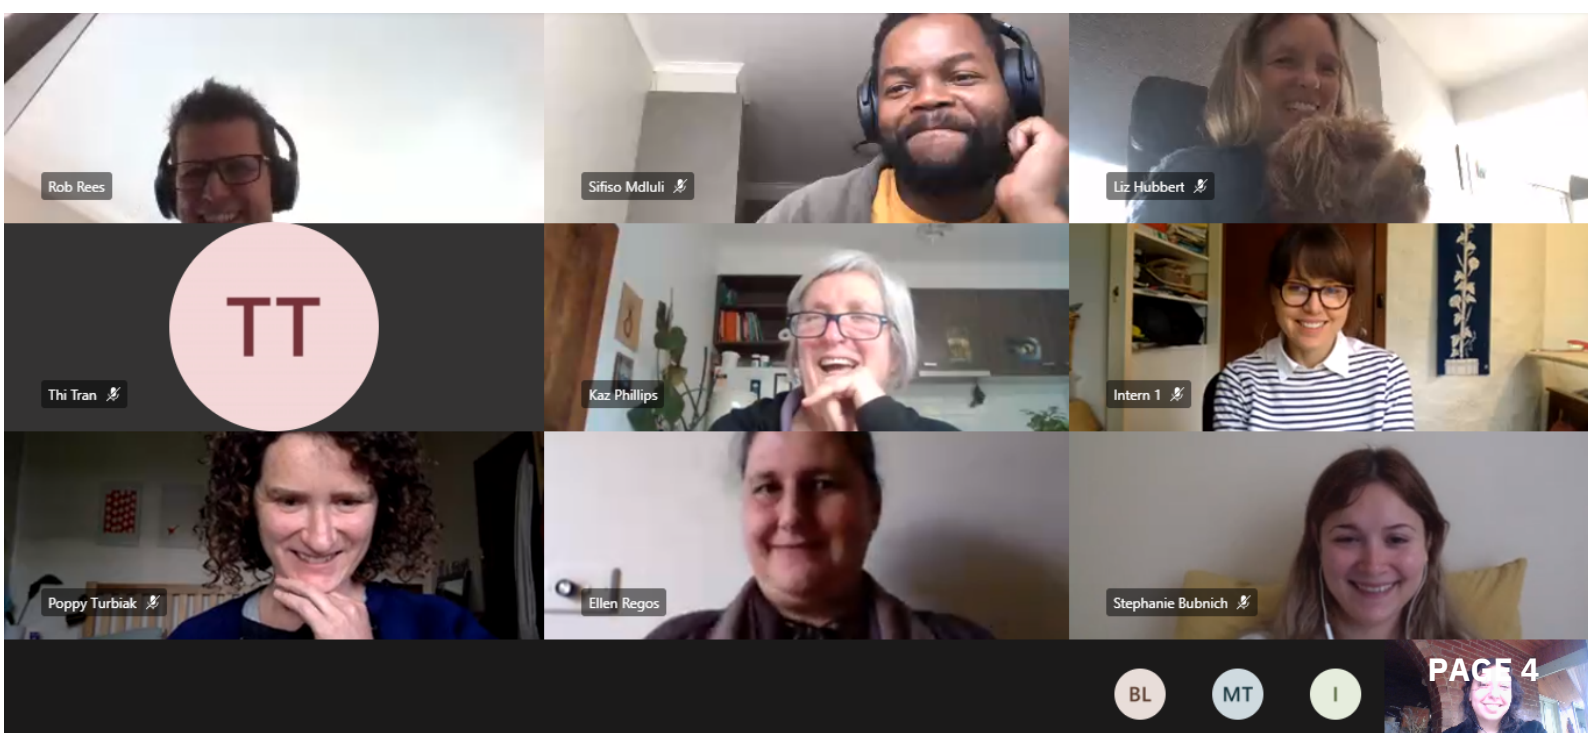 Rob Rees
Sifiso Mdluli
Liz Hubbert
TT
Thi Tran
Kaz Phillips
Intern 1
Poppy Turbiak
Ellen Regos
Stephanie Bubnich
BL
MT
I
PAGE 4